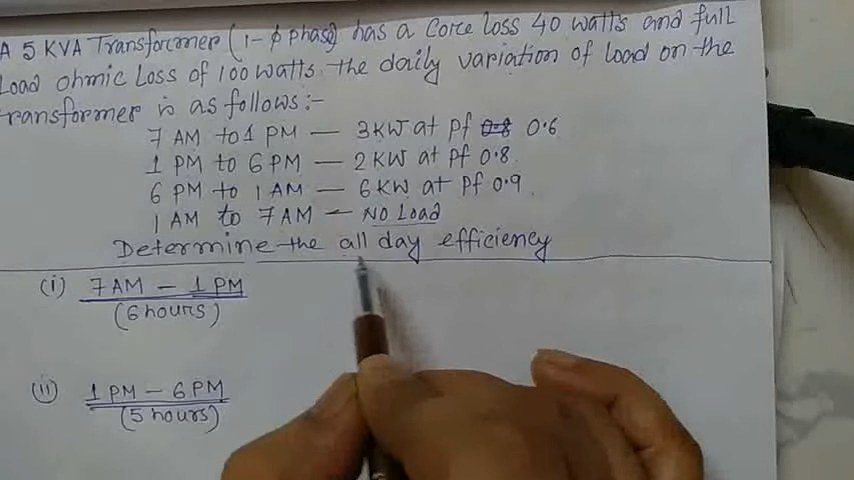 A 5 KVA Transformer (1-ϕ phase) has a Core loss 40 watts and full
Load ohmic Loss of 100 watts. the daily variation of load on the
transformer is as follows:-
7 AM to 1 PM — 3 KW at Pf 0.8 0.6
1 PM to 6 PM — 2 KW at Pf 0.8
6 PM to 1 AM — 6 KW at Pf 0.9
1 AM to 7 AM — No Load
Determine the all day efficiency
(i) 7 AM — 1 PM
(6 hours)
(ii) 1 PM — 6 PM
(5 hours)